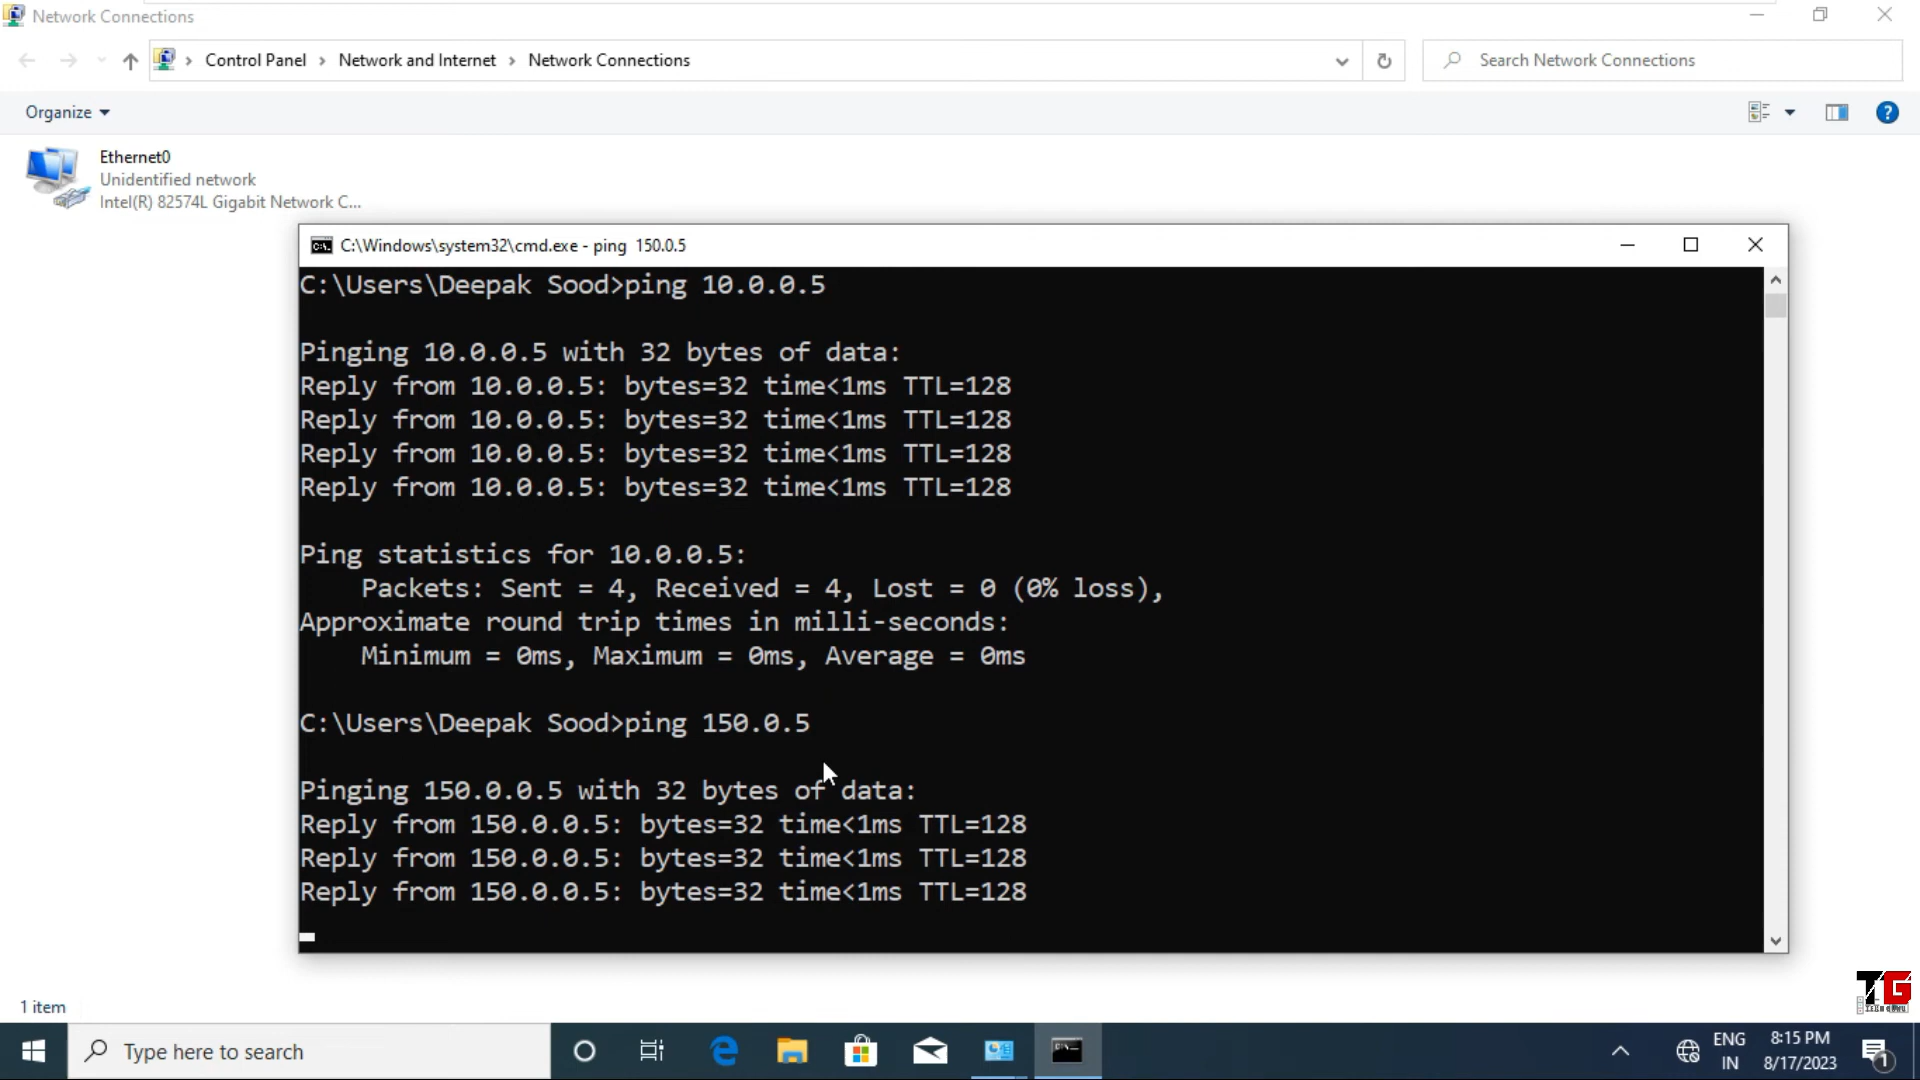 Network Connections
Control Panel > Network and Internet > Network Connections
Search Network Connections
Organize
Ethernet0
Unidentified network
Intel(R) 82574L Gigabit Network C...
C:\Windows\system32\cmd.exe - ping 150.0.5
C:\Users\Deepak Sood>ping 10.0.0.5
Pinging 10.0.0.5 with 32 bytes of data:
Reply from 10.0.0.5: bytes=32 time<1ms TTL=128
Reply from 10.0.0.5: bytes=32 time<1ms TTL=128
Reply from 10.0.0.5: bytes=32 time<1ms TTL=128
Reply from 10.0.0.5: bytes=32 time<1ms TTL=128
Ping statistics for 10.0.0.5:
Packets: Sent = 4, Received = 4, Lost = 0 (0% loss),
Approximate round trip times in milli-seconds:
Minimum = 0ms, Maximum = 0ms, Average = 0ms
C:\Users\Deepak Sood>ping 150.0.5
Pinging 150.0.0.5 with 32 bytes of data:
Reply from 150.0.0.5: bytes=32 time<1ms TTL=128
Reply from 150.0.0.5: bytes=32 time<1ms TTL=128
Reply from 150.0.0.5: bytes=32 time<1ms TTL=128
1 item
TG
Type here to search
ENG
IN
8:15 PM
8/17/2023
1